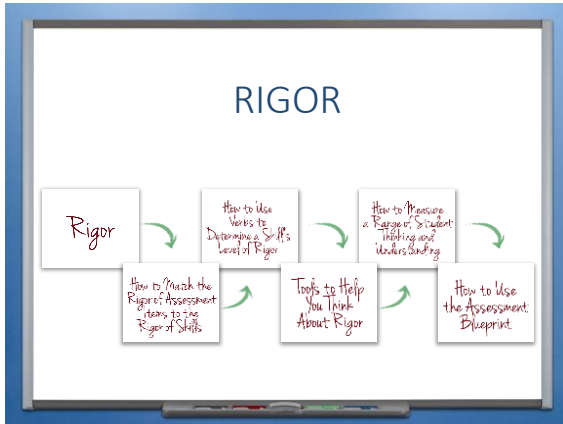 RIGOR
Rigor
How to Match the
Rigor of Assessment
items to the
Rigor of Skills
How to Use
Verbs to
Determine a Skill's
Level of Rigor
Tools to Help
You Think
About Rigor
How to Measure
a Range of Student
Thinking and
Understanding
How to Use
the Assessment
Blueprint